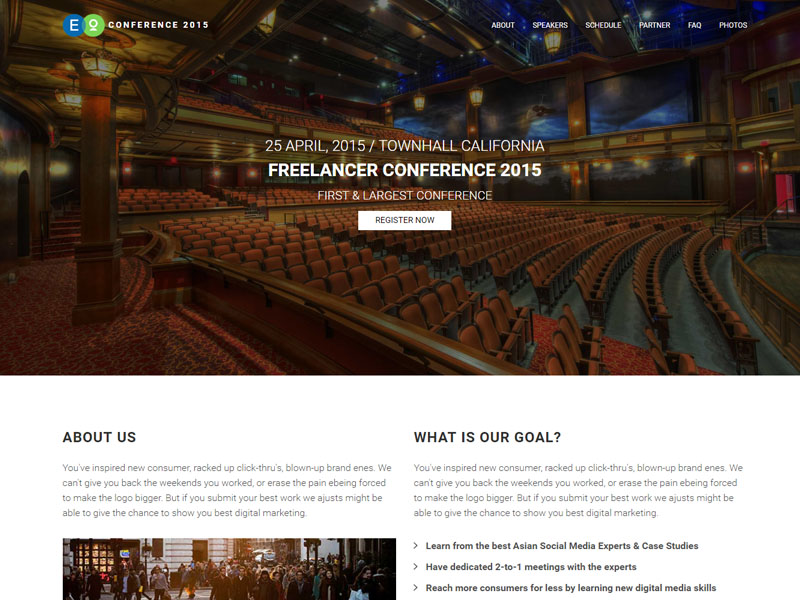 E CONFERENCE 2015
ABOUT SPEAKERS SCHEDULE PARTNER FAQ PHOTOS
25 APRIL, 2015 / TOWNHALL CALIFORNIA
FREELANCER CONFERENCE 2015
FIRST & LARGEST CONFERENCE
REGISTER NOW
ABOUT US
You've inspired new consumer, racked up click-thru's, blown-up brand enes. We
can't give you back the weekends you worked, or erase the pain ebeing forced
to make the logo bigger. But if you submit your best work we ajusts might be
able to give the chance to show you best digital marketing.
WHAT IS OUR GOAL?
You've inspired new consumer, racked up click-thru's, blown-up brand enes. We
can't give you back the weekends you worked, or erase the pain ebeing forced
to make the logo bigger. But if you submit your best work we ajusts might be
able to give the chance to show you best digital marketing.
Learn from the best Asian Social Media Experts & Case Studies
Have dedicated 2-to-1 meetings with the experts
Reach more consumers for less by learning new digital media skills